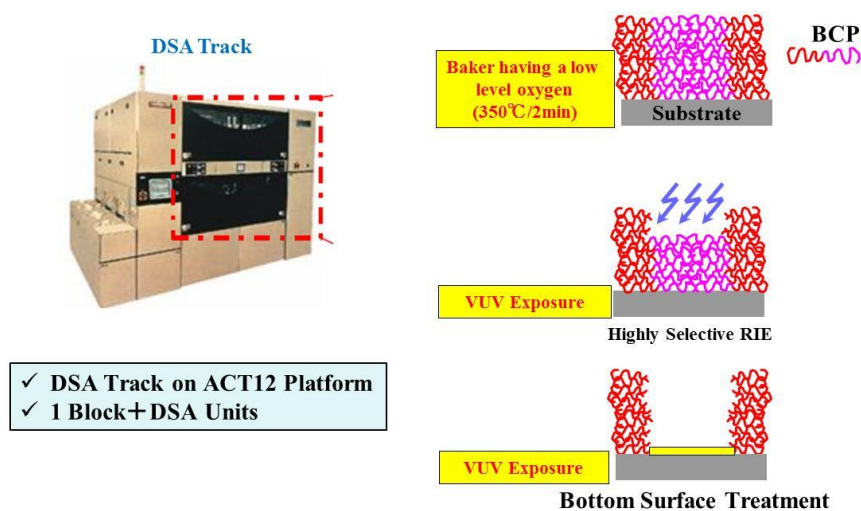 DSA Track
✓ DSA Track on ACT12 Platform
✓ 1 Block＋DSA Units
Baker having a low
level oxygen
(350℃/2min)
BCP
Substrate
VUV Exposure
Highly Selective RIE
VUV Exposure
Bottom Surface Treatment